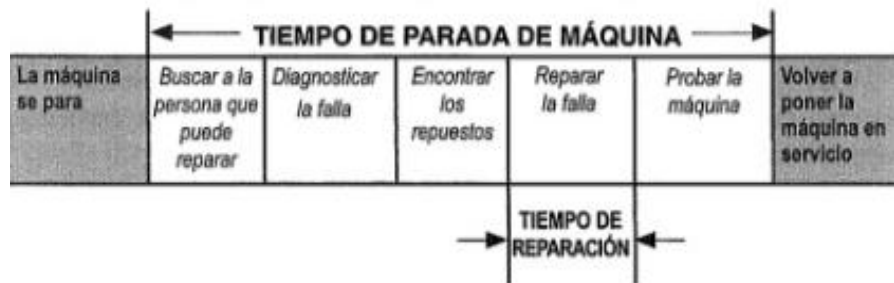 TIEMPO DE PARADA DE MÁQUINA
La máquina
se para
Buscar a la
persona que
puede
reparar
Diagnosticar
la falla
Encontrar
los
repuestos
Reparar
la falla
Probar la
máquina
Volver a
poner la
máquina en
servicio
TIEMPO DE
REPARACIÓN